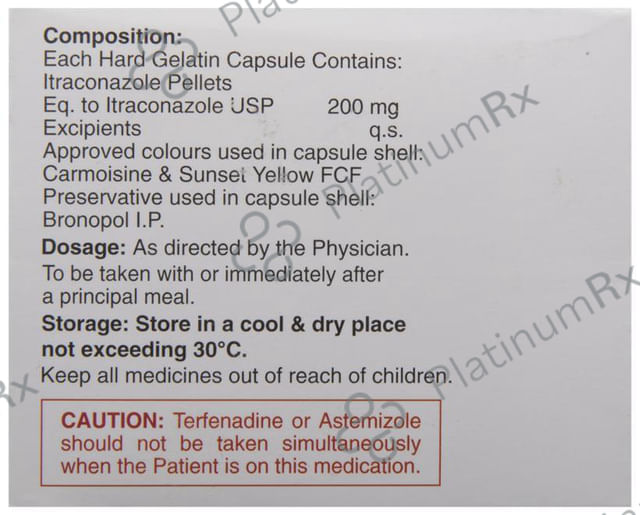 Composition:
Each Hard Gelatin Capsule Contains:
Itraconazole Pellets
Eq. to Itraconazole USP 200 mg
Excipients q.s.
Approved colours used in capsule shell:
Carmoisine & Sunset Yellow FCF
Preservative used in capsule shell:
Bronopol I.P.
Dosage: As directed by the Physician.
To be taken with or immediately after
a principal meal.
Storage: Store in a cool & dry place
not exceeding 30°C.
Keep all medicines out of reach of children.
CAUTION: Terfenadine or Astemizole
should not be taken simultaneously
when the Patient is on this medication.
PlatinumRx
PlatinumRx